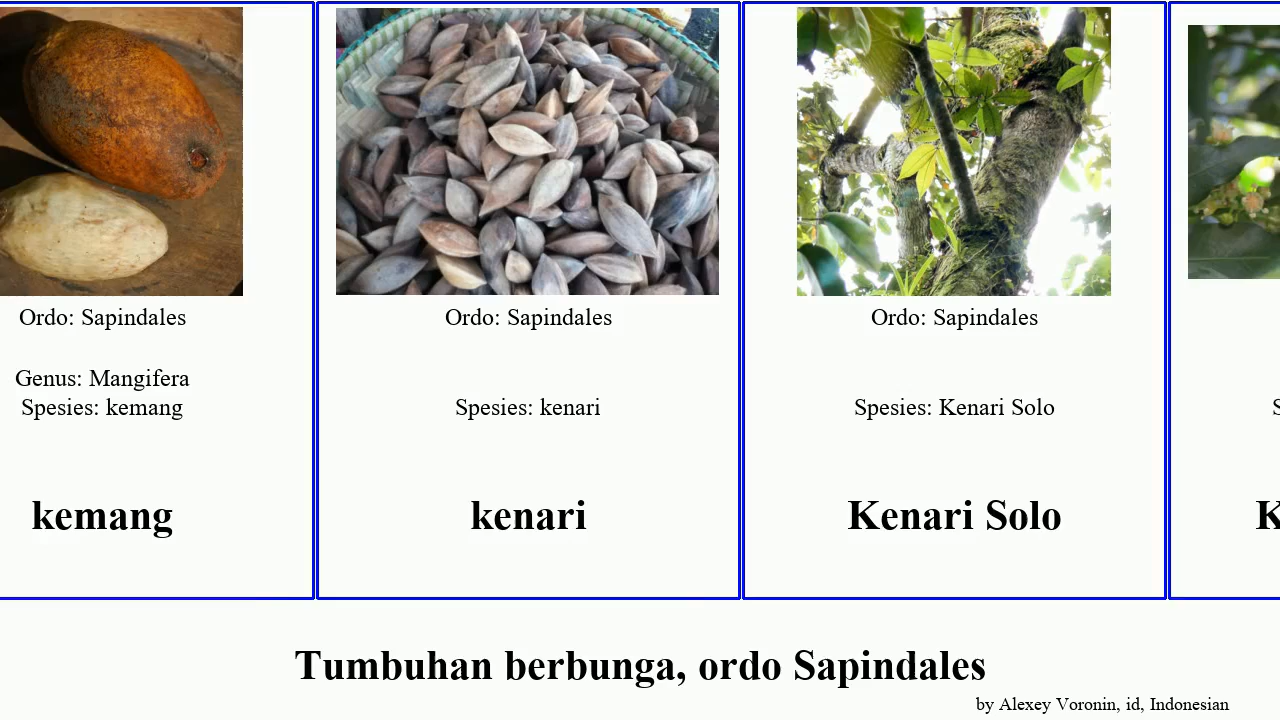 Ordo: Sapindales
Genus: Mangifera
Spesies: kemang
kemang
Ordo: Sapindales
Spesies: kenari
kenari
Ordo: Sapindales
Spesies: Kenari Solo
Kenari Solo
Tumbuhan berbunga, ordo Sapindales
by Alexey Voronin, id, Indonesian